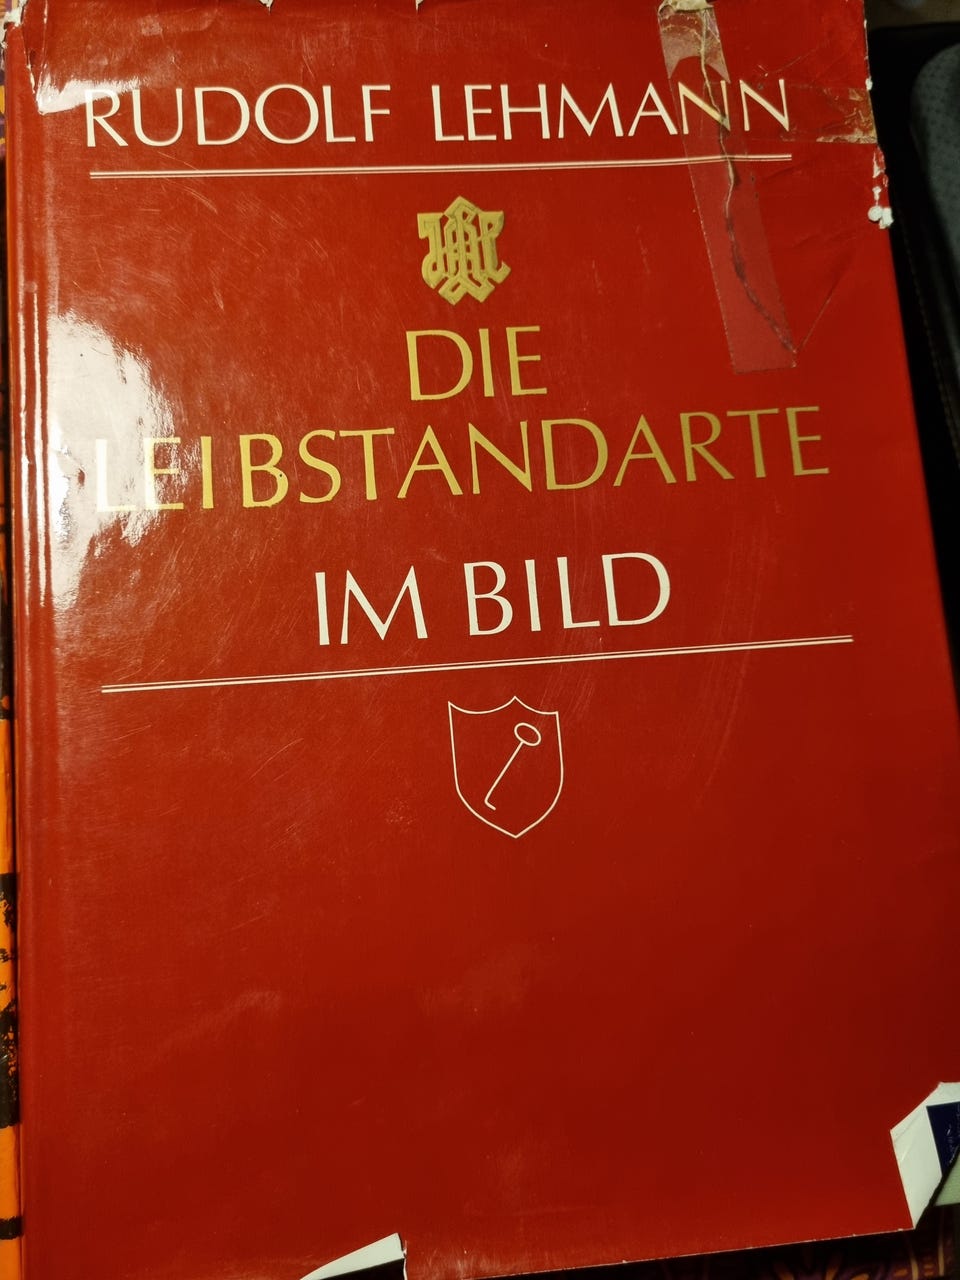 RUDOLF LEHMANN
DIE
LEIBSTANDARTE
IM BILD